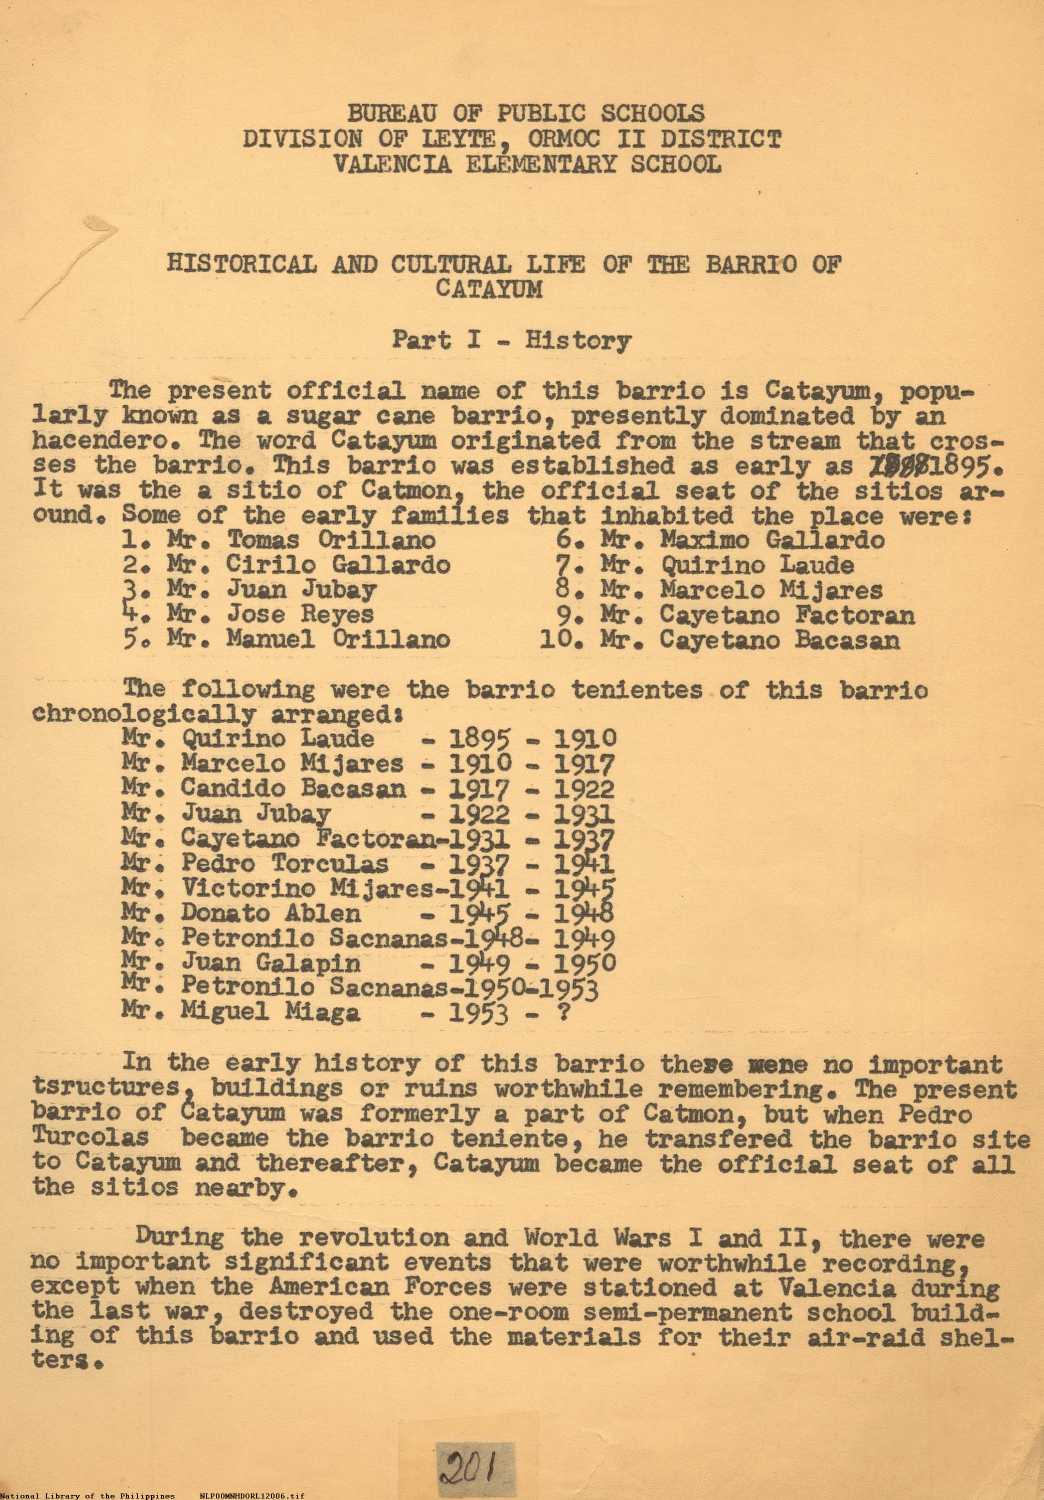 BUREAU OF PUBLIC SCHOOLS
DIVISION OF LEYTE, ORMOC II DISTRICT
VALENCIA ELEMENTARY SCHOOL
HISTORICAL AND CULTURAL LIFE OF THE BARRIO OF
CATAYUM
Part I - History
The present official name of this barrio is Catayum, popu-
larly known as a sugar cane barrio, presently dominated by an
hacendero. The word Catayum originated from the stream that cros-
ses the barrio. This barrio was established as early as 1895.
It was the a sitio of Catmon, the official seat of the sitios ar-
ound. Some of the early families that inhabited the place were:
1. Mr. Tomas Orillano 6. Mr. Maximo Gallardo
2. Mr. Cirilo Gallardo 7. Mr. Quirino Laude
3. Mr. Juan Jubay 8. Mr. Marcelo Mijares
4. Mr. Jose Reyes 9. Mr. Cayetano Factoran
5. Mr. Manuel Orillano 10. Mr. Cayetano Bacasan
The following were the barrio tenientes of this barrio
chronologically arranged:
Mr. Quirino Laude - 1895 - 1910
Mr. Marcelo Mijares - 1910 - 1917
Mr. Candido Bacasan - 1917 - 1922
Mr. Juan Jubay - 1922 - 1931
Mr. Cayetano Factoran-1931 - 1937
Mr. Pedro Torculas - 1937 - 1941
Mr. Victorino Mijares-1941 - 1945
Mr. Donato Ablen - 1945 - 1948
Mr. Petronilo Sacnanas-1948- 1949
Mr. Juan Galapin - 1949 - 1950
Mr. Petronilo Sacnanas-1950-1953
Mr. Miguel Miaga - 1953 - ?
In the early history of this barrio there were no important
tsructures, buildings or ruins worthwhile remembering. The present
barrio of Catayum was formerly a part of Catmon, but when Pedro
Turcolas became the barrio teniente, he transfered the barrio site
to Catayum and thereafter, Catayum became the official seat of all
the sitios nearby.
During the revolution and World Wars I and II, there were
no important significant events that were worthwhile recording,
except when the American Forces were stationed at Valencia during
the last war, destroyed the one-room semi-permanent school build-
ing of this barrio and used the materials for their air-raid shel-
ters.
201
National Library of the Philippines NLP00MNHDORL12006.tif